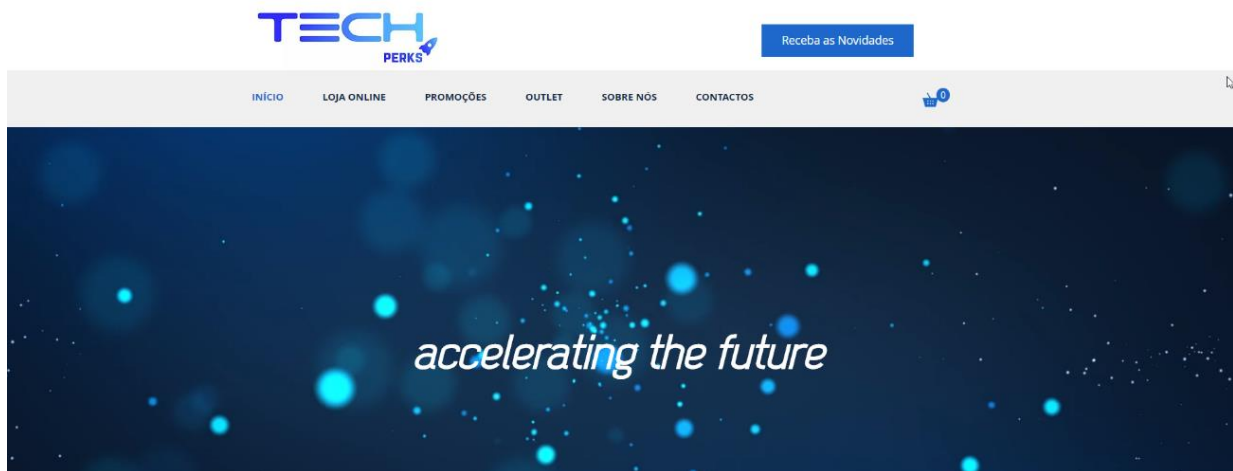 TECH
PERKS
Receba as Novidades
INÍCIO LOJA ONLINE PROMOÇÕES OUTLET SOBRE NÓS CONTACTOS 0
accelerating the future